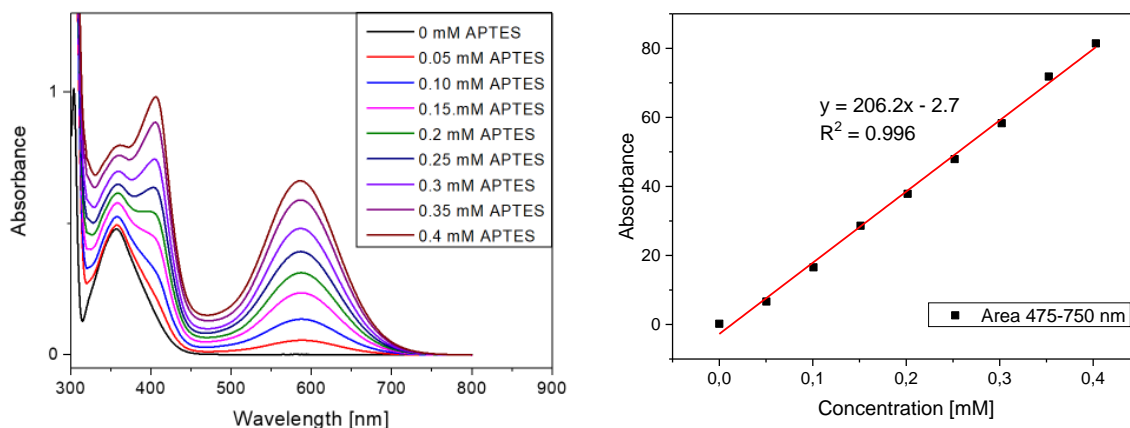 1
0
Absorbance
300 400 500 600 700 800 900
Wavelength [nm]
0 mM APTES
0.05 mM APTES
0.10 mM APTES
0.15 mM APTES
0.2 mM APTES
0.25 mM APTES
0.3 mM APTES
0.35 mM APTES
0.4 mM APTES
80
60
40
20
0
Absorbance
y = 206.2x - 2.7
R² = 0.996
Area 475-750 nm
0,0 0,1 0,2 0,3 0,4
Concentration [mM]